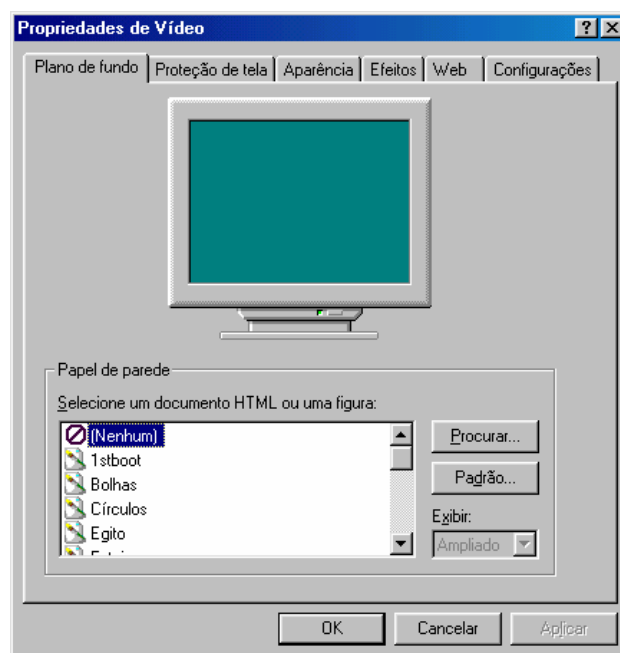 Propriedades de Vídeo
Plano de fundo Proteção de tela Aparência Efeitos Web Configurações
Papel de parede
Selecione um documento HTML ou uma figura:
(Nenhum)
1stboot
Bolhas
Círculos
Egito
Procurar...
Padrão...
Exibir:
Ampliado
OK Cancelar Aplicar